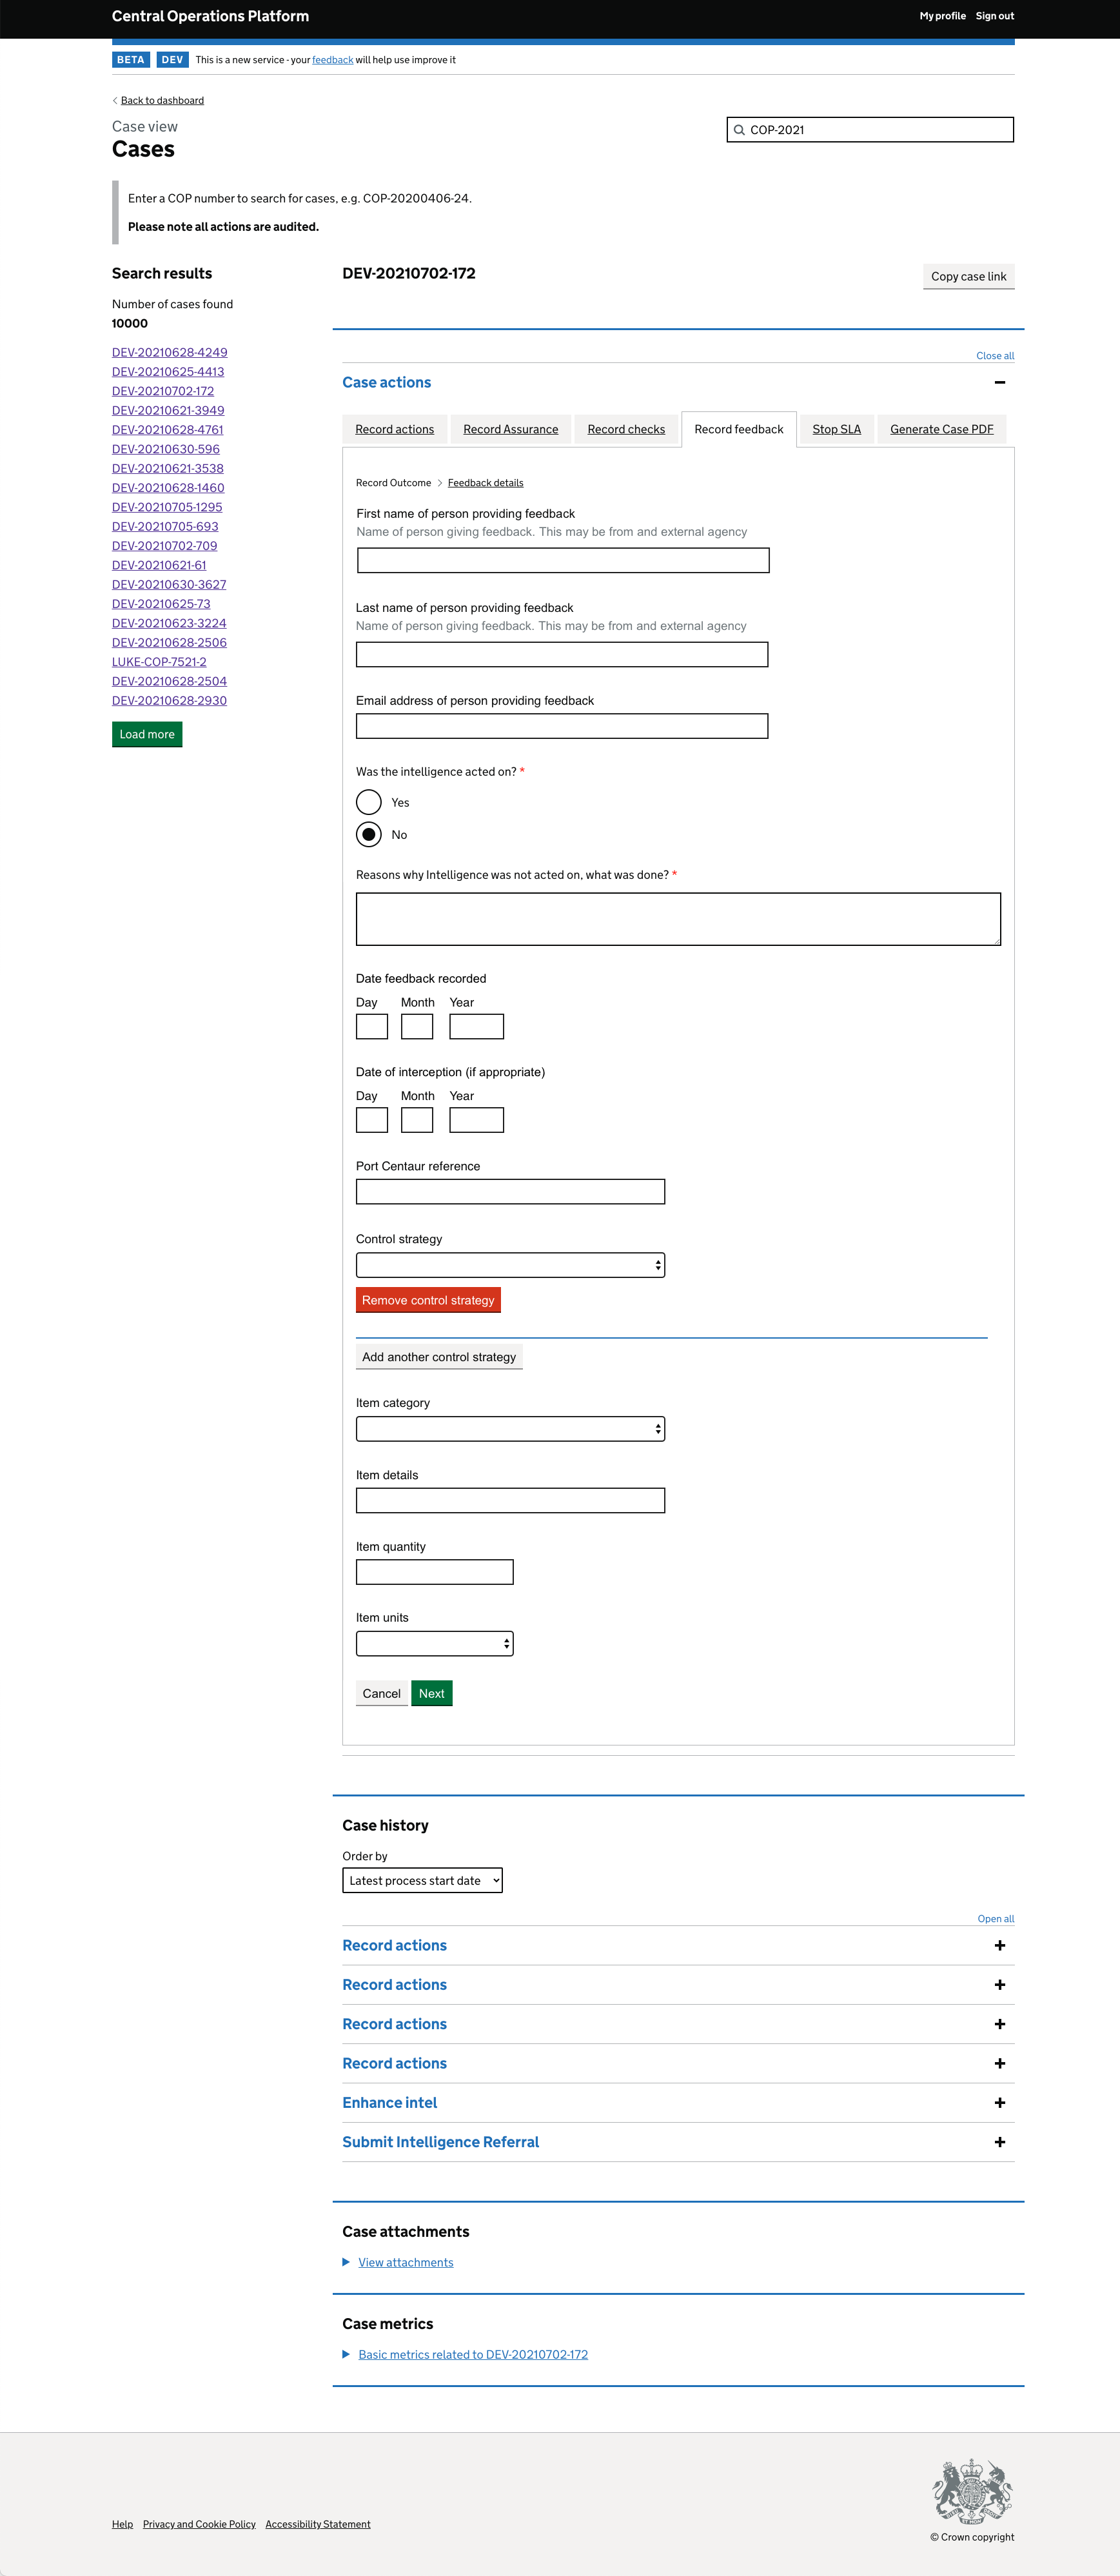 Central Operations Platform
My profile Sign out
BETA DEV This is a new service - your feedback will help use improve it
Back to dashboard
Case view
Cases
COP-2021
Enter a COP number to search for cases, e.g. COP-20200406-24.
Please note all actions are audited.
Search results
Number of cases found
10000
DEV-20210628-4249
DEV-20210625-4413
DEV-20210702-172
DEV-20210621-3949
DEV-20210628-4761
DEV-20210630-596
DEV-20210621-3538
DEV-20210628-1460
DEV-20210705-1295
DEV-20210705-693
DEV-20210702-709
DEV-20210621-61
DEV-20210630-3627
DEV-20210625-73
DEV-20210623-3224
DEV-20210628-2506
LUKE-COP-7521-2
DEV-20210628-2504
DEV-20210628-2930
Load more
DEV-20210702-172
Copy case link
Close all
Case actions
Record actions Record Assurance Record checks Record feedback Stop SLA Generate Case PDF
Record Outcome Feedback details
First name of person providing feedback
Name of person giving feedback. This may be from and external agency
Last name of person providing feedback
Name of person giving feedback. This may be from and external agency
Email address of person providing feedback
Was the intelligence acted on? *
Yes
No
Reasons why Intelligence was not acted on, what was done? *
Date feedback recorded
Day Month Year
Date of interception (if appropriate)
Day Month Year
Port Centaur reference
Control strategy
Remove control strategy
Add another control strategy
Item category
Item details
Item quantity
Item units
Cancel Next
Case history
Order by
Latest process start date
Open all
Record actions
Record actions
Record actions
Record actions
Enhance intel
Submit Intelligence Referral
Case attachments
View attachments
Case metrics
Basic metrics related to DEV-20210702-172
Help Privacy and Cookie Policy Accessibility Statement
© Crown copyright